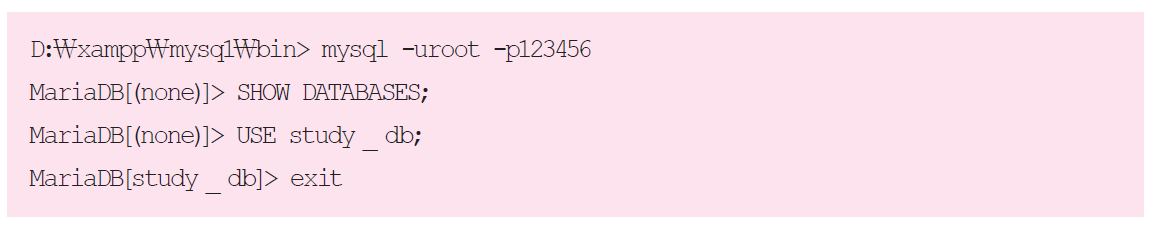 D:₩xampp₩mysql₩bin> mysql -uroot -p123456
MariaDB[(none)]> SHOW DATABASES;
MariaDB[(none)]> USE study _ db;
MariaDB[study _ db]> exit